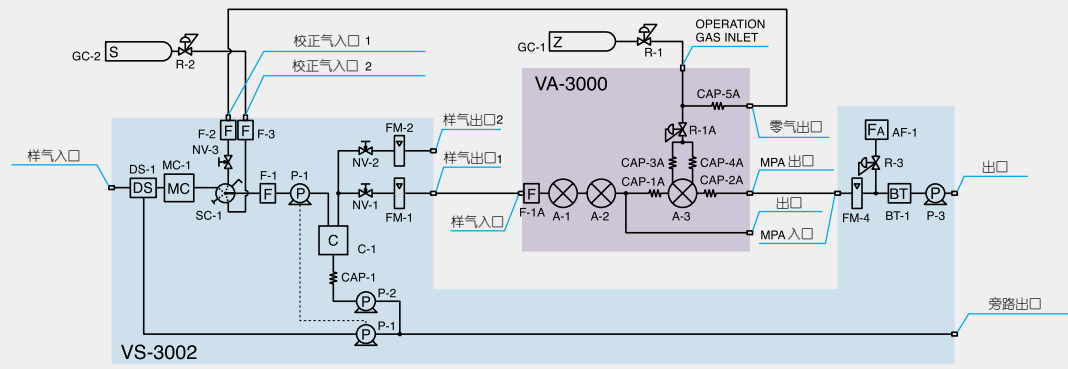 OPERATION
GAS INLET
GC-1
Z
R-1
校正气入口 1
GC-2
S
R-2
校正气入口 2
VA-3000
CAP-5A
零气出口
F-2
F
F
F-3
样气出口2
FM-2
R-1A
FA
AF-1
NV-3
NV-2
样气出口1
CAP-3A
CAP-4A
MPA 出口
R-3
出口
样气入口
DS-1
MC-1
F-1
P-1
CAP-1A
CAP-2A
DS
MC
F
P
F
BT
P
SC-1
NV-1
FM-1
样气入口
F-1A
A-1
A-2
A-3
出口
FM-4
BT-1
P-3
MPA 入口
C
C-1
CAP-1
P
P-2
旁路出口
P
P-1
VS-3002